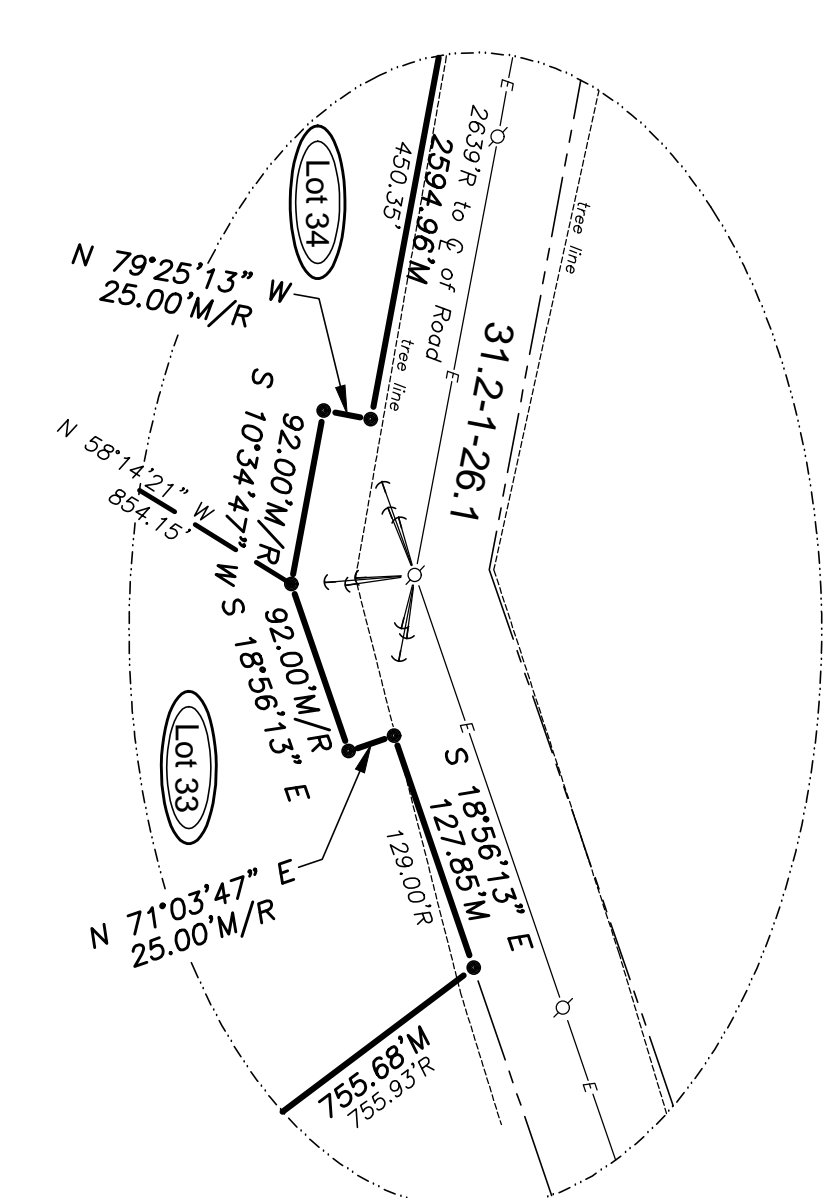 E
2639'R to ℄ of Road
2594.96'M
450.35'
tree line
Lot 34
N 79°25'13" W
25.00'M/R
tree line
31.2-1-26.1
E
S 10°34'47" W
92.00'M/R
N 58°14'21" W
854.15'
92.00'M/R
S 18°56'13" E
Lot 33
E
S 18°56'13" E
127.85'M
129.00'R
N 71°03'47" E
25.00'M/R
755.68'M
755.93'R
E